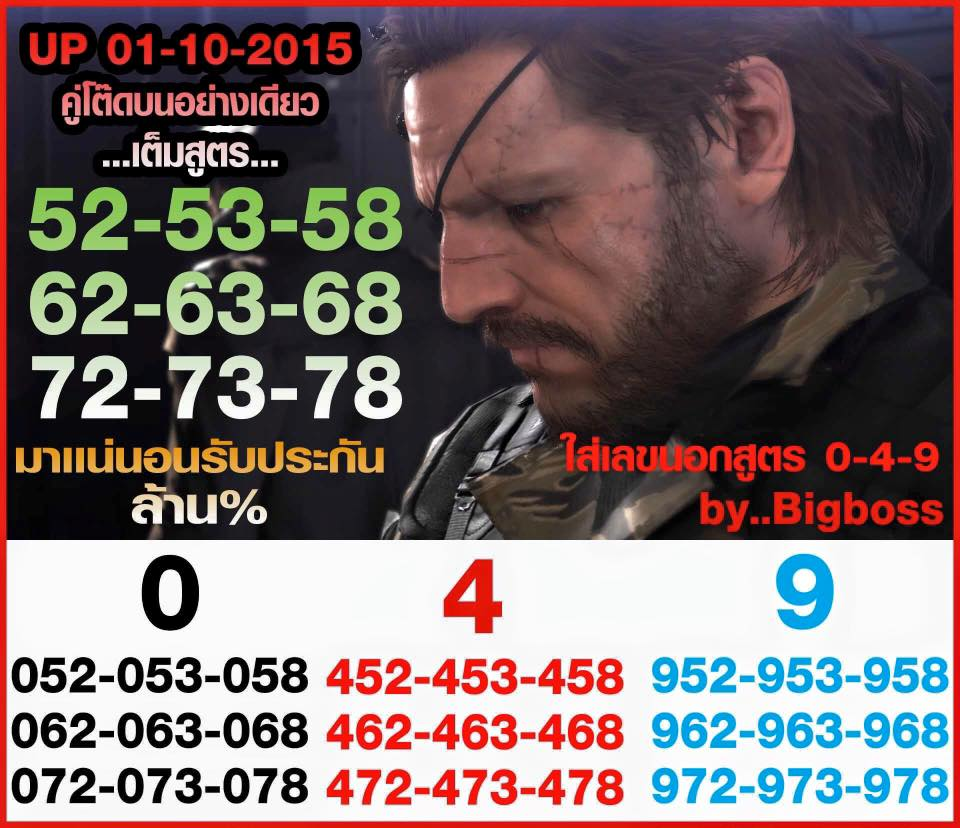 UP 01-10-2015
คู่โต๊ดบนอย่างเดียว
...เต็มสูตร...
52-53-58
62-63-68
72-73-78
มาแน่นอนรับประกัน
ล้าน%
ใส่เลขนอกสูตร 0-4-9
by..Bigboss
0 4 9
052-053-058 452-453-458 952-953-958
062-063-068 462-463-468 962-963-968
072-073-078 472-473-478 972-973-978